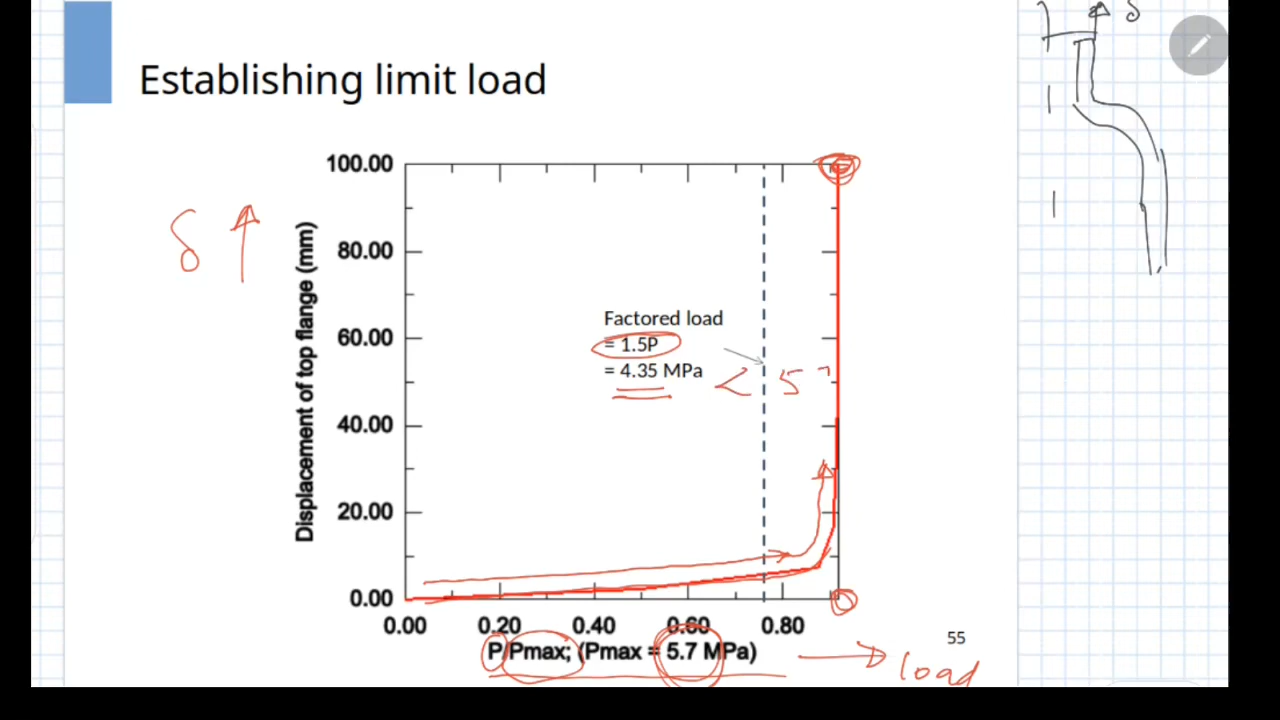 δ
Establishing limit load
100.00
80.00
60.00
40.00
20.00
0.00
Displacement of top flange (mm)
δ
Factored load
= 1.5P
= 4.35 MPa < 5
0.00 0.20 0.40 0.60 0.80
P/Pmax; (Pmax = 5.7 MPa)
load
55